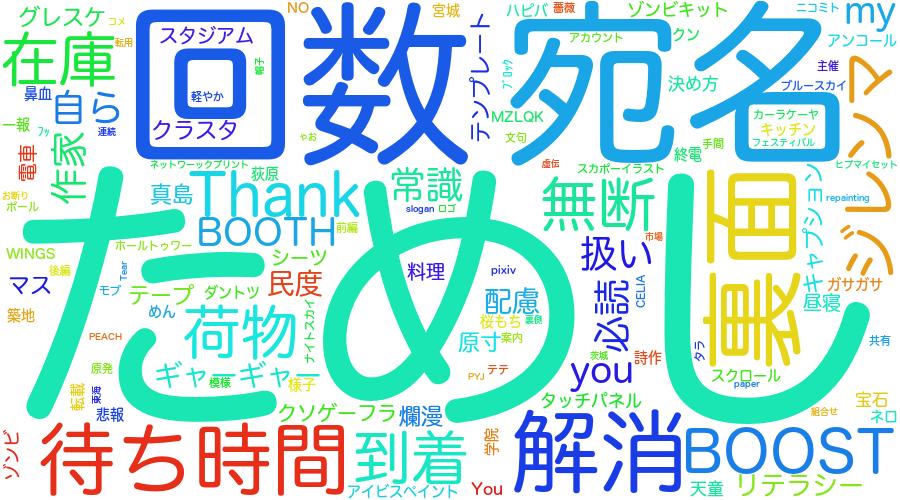 グレスケ
コメ
転用
在庫
鼻血
自ら
連続
一報
フッ
電車
作家
帽子
回数
スタジアム
クラスタ
軽やか
ゃお
NO
宮城
テンプレート
ハピバ
薔薇
ゾンビキット
ニコミト
my
アカウント
クン
アンコール
主催
ブルースカイ
決め方
ブロック
MZLQK
文句
宛名
カーラケーヤ
キッチン
フェスティバル
手間
終電
虚伝
スカポーイラスト
ヒプマイセット
ジレンマ
ネットワーックプリント
荻原
真島
Thank
常識
slogan
ロゴ
無断
裏面
キャプション
repainting
お断り
ポール
WINGS
BOOTH
前編
ホールトゥワー
ためし
扱い
市場
後編
マス
Tear
モブ
シーツ
民度
料理
pixiv
必読
CELIA
ガサガサ
昼寝
築地
テープ
ダントツ
めん
ナイトスカイ
配慮
桜もち
裏側
案内
原寸
荷物
PEACH
共有
タラ
詩作
茨城
you
スクロール
paper
原発
ギャーギャー
模様
様子
PYJ
テテ
タッチパネル
宝石
ネロ
組合せ
転載
東海
悲報
クソゲーフラ
爛漫
ゾンビ
待ち時間
到着
学院
解消
BOOST
アイビスペイント
You
天童
リテラシー